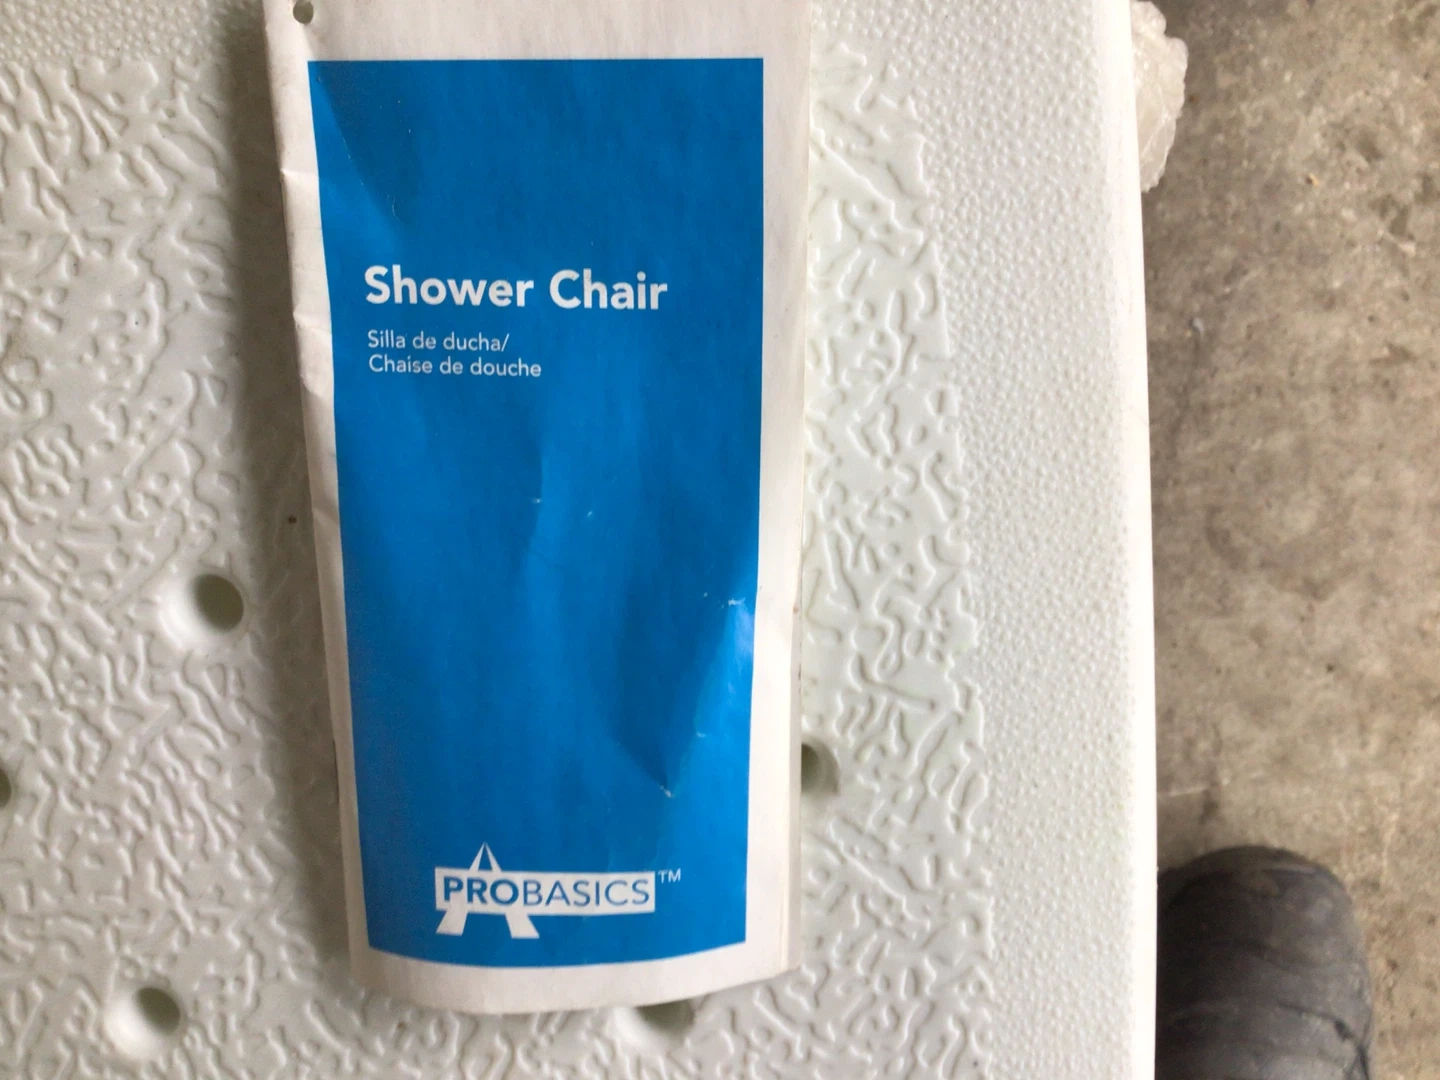 Shower Chair
Silla de ducha/
Chaise de douche
PROBASICS™